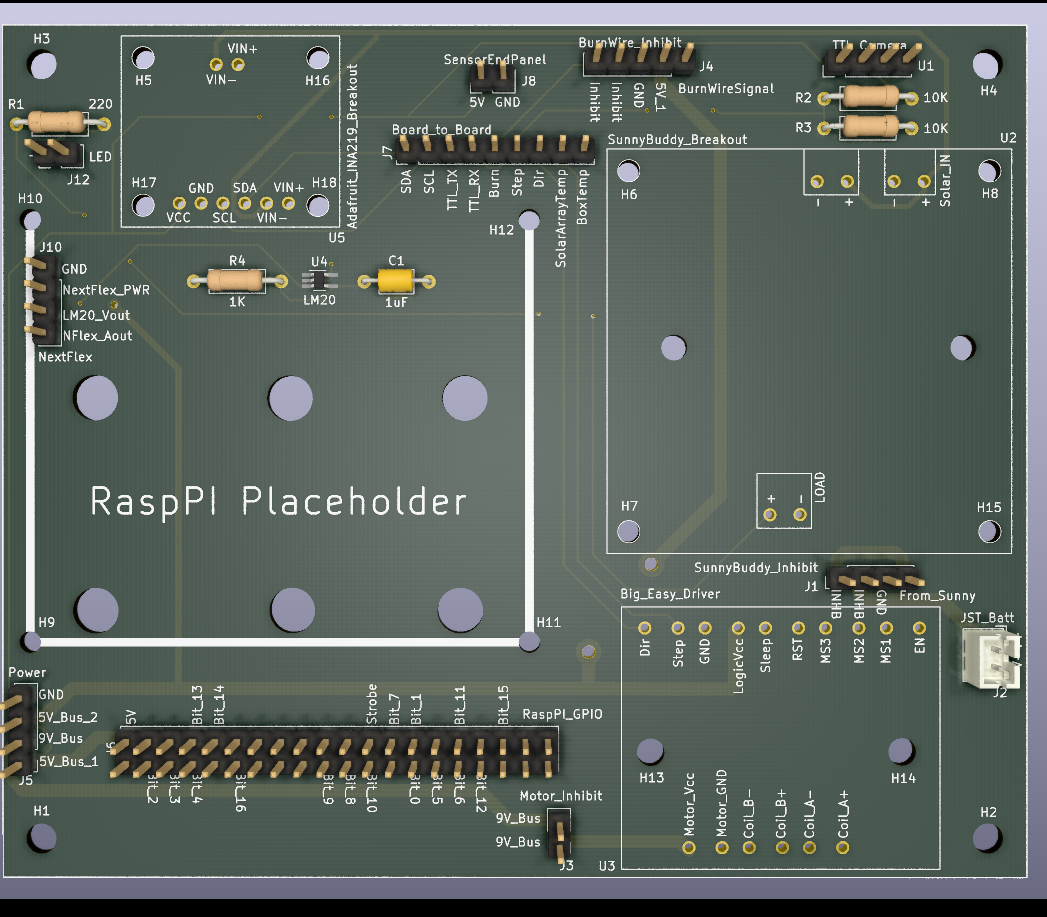 H3
R1
220
LED
J12
H5
VIN+
VIN-
H16
H17
GND
SDA
VIN+
H18
VCC
SCL
VIN-
Adafruit_INA219_Breakout
U5
SensorEndPanel
J8
5V GND
BurnWire_Inhibit
J4
Inhibit
Inhibit
GND
5V_1
BurnWireSignal
TTL Camera
U1
H4
R2
10K
R3
10K
Board_to_Board
J7
SDA
SCL
TTL_TX
TTL_RX
Burn
Step
Dir
SolarArrayTemp
BoxTemp
SunnyBuddy_Breakout
U2
H6
- +
- +
Solar_IN
H8
H7
+ -
LOAD
H15
H10
H12
J10
GND
NextFlex_PWR
LM20_Vout
NFlex_Aout
NextFlex
R4
1K
U4
LM20
C1
1uF
RaspPI Placeholder
H9
H11
SunnyBuddy_Inhibit
J1
INHB
INHB
GND
From_Sunny
JST_Batt
J2
Big_Easy_Driver
Dir
Step
GND
LogicVcc
Sleep
RST
MS3
MS2
MS1
EN
H13
H14
Motor_Vcc
Motor_GND
Coil_B-
Coil_B+
Coil_A-
Coil_A+
U3
Power
GND
5V_Bus_2
9V_Bus
5V_Bus_1
J5
5V
Bit_13
Bit_14
Strobe
Bit_7
Bit_1
Bit_11
Bit_15
RaspPI_GPIO
J6
Bit_2
Bit_3
Bit_4
Bit_16
Bit_9
Bit_8
Bit_10
Bit_0
Bit_5
Bit_6
Bit_12
Motor_Inhibit
9V_Bus
9V_Bus
J3
H1
H2